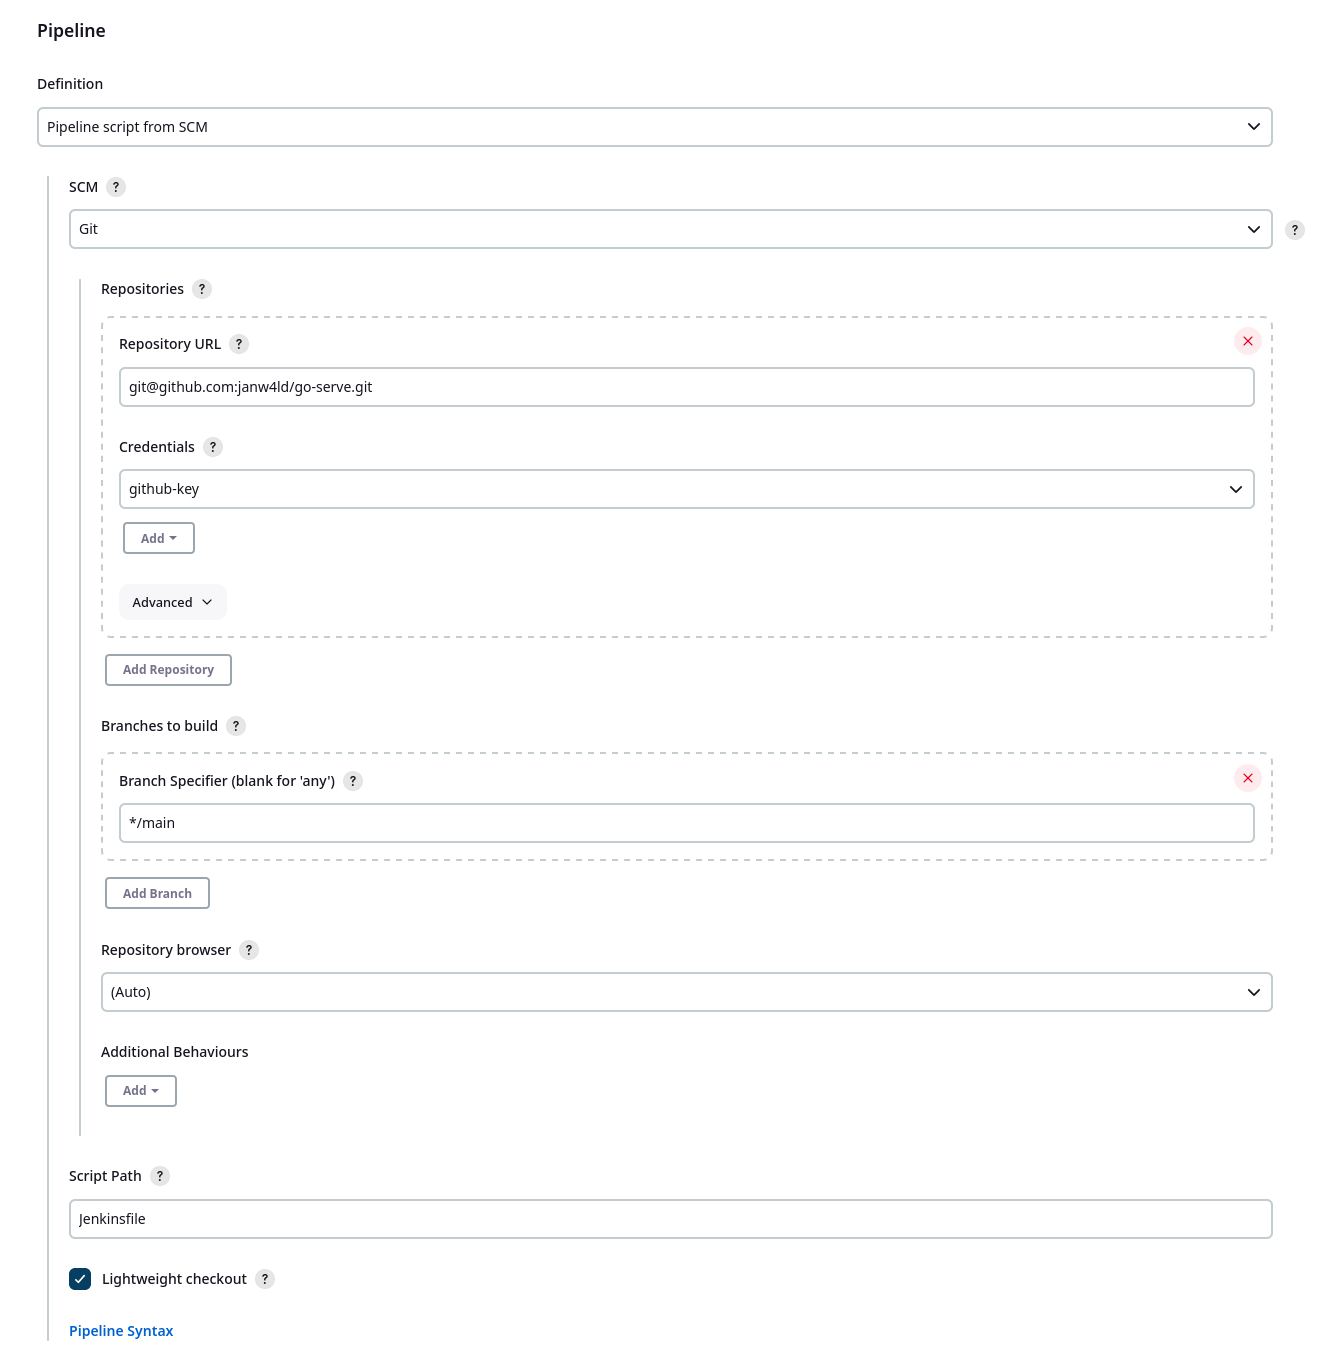 Pipeline
Definition
Pipeline script from SCM
SCM ?
Git
?
Repositories ?
Repository URL ?
git@github.com:janw4ld/go-serve.git
Credentials ?
github-key
Add
Advanced
Add Repository
Branches to build ?
Branch Specifier (blank for 'any') ?
*/main
Add Branch
Repository browser ?
(Auto)
Additional Behaviours
Add
Script Path ?
Jenkinsfile
Lightweight checkout ?
Pipeline Syntax